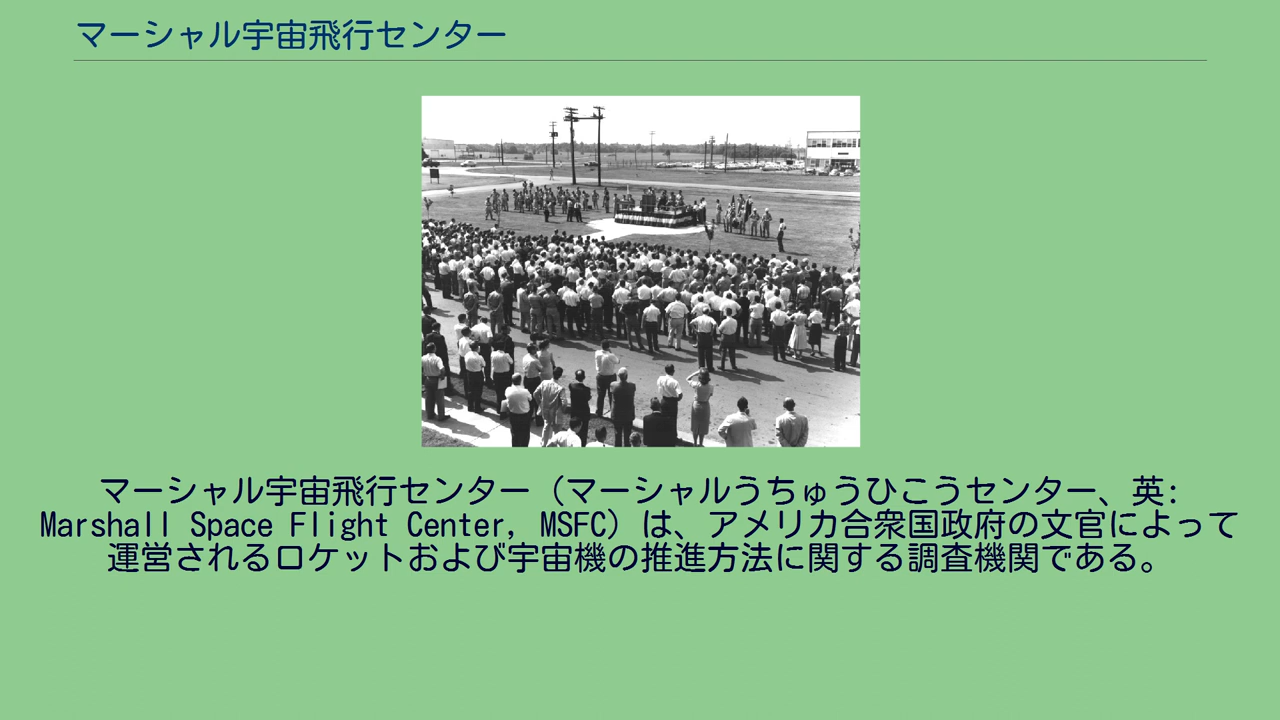 マーシャル宇宙飛行センター
マーシャル宇宙飛行センター（マーシャルうちゅうひこうセンター、英:
Marshall Space Flight Center, MSFC）は、アメリカ合衆国政府の文官によって
運営されるロケットおよび宇宙機の推進方法に関する調査機関である。